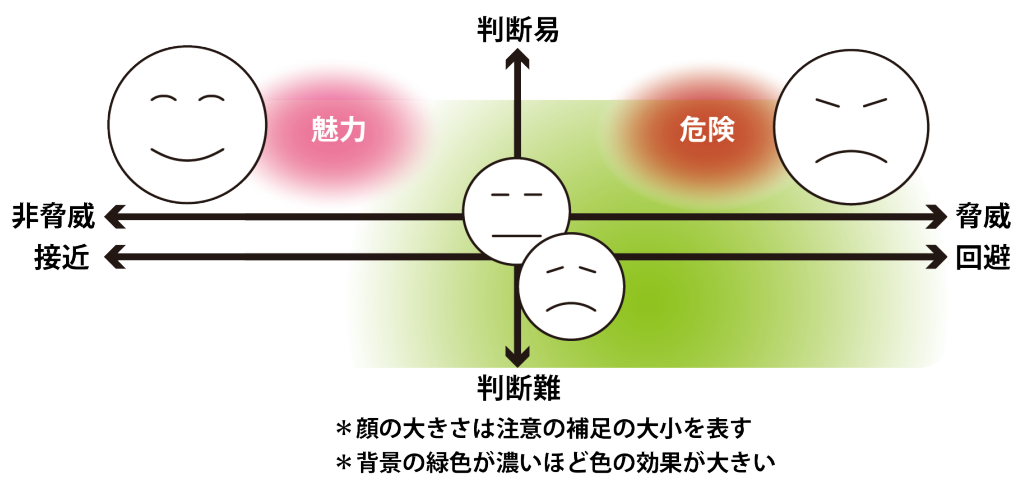 判断易
魅力
危険
非脅威
脅威
接近
回避
判断難
＊顔の大きさは注意の補足の大小を表す
＊背景の緑色が濃いほど色の効果が大きい